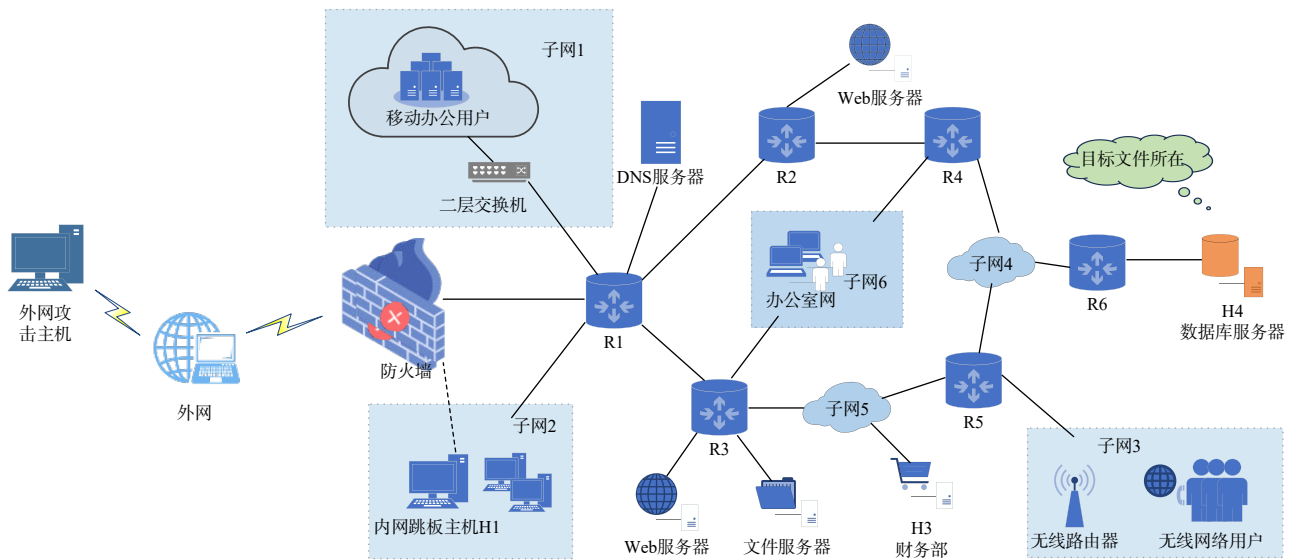 子网1
移动办公用户
二层交换机
DNS服务器
Web服务器
R2
R4
目标文件所在
外网攻
击主机
外网
防火墙
R1
办公室网
子网6
子网4
R6
H4
数据库服务器
子网2
内网跳板主机H1
R3
子网5
R5
Web服务器
文件服务器
H3
财务部
子网3
无线路由器
无线网络用户